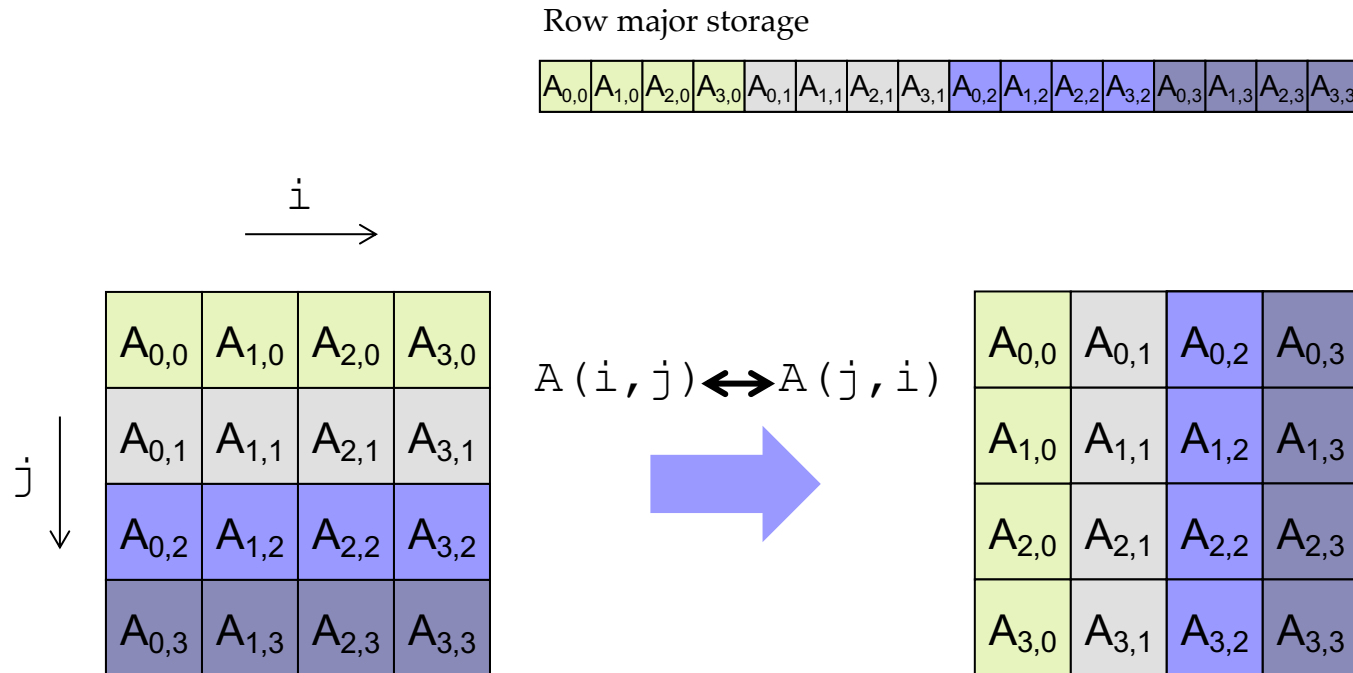 Row major storage
A0,0 A1,0 A2,0 A3,0 A0,1 A1,1 A2,1 A3,1 A0,2 A1,2 A2,2 A3,2 A0,3 A1,3 A2,3 A3,3
i
A0,0 A1,0 A2,0 A3,0
A0,1 A1,1 A2,1 A3,1
A0,2 A1,2 A2,2 A3,2
A0,3 A1,3 A2,3 A3,3
j
A(i,j)↔A(j,i)
A0,0 A0,1 A0,2 A0,3
A1,0 A1,1 A1,2 A1,3
A2,0 A2,1 A2,2 A2,3
A3,0 A3,1 A3,2 A3,3